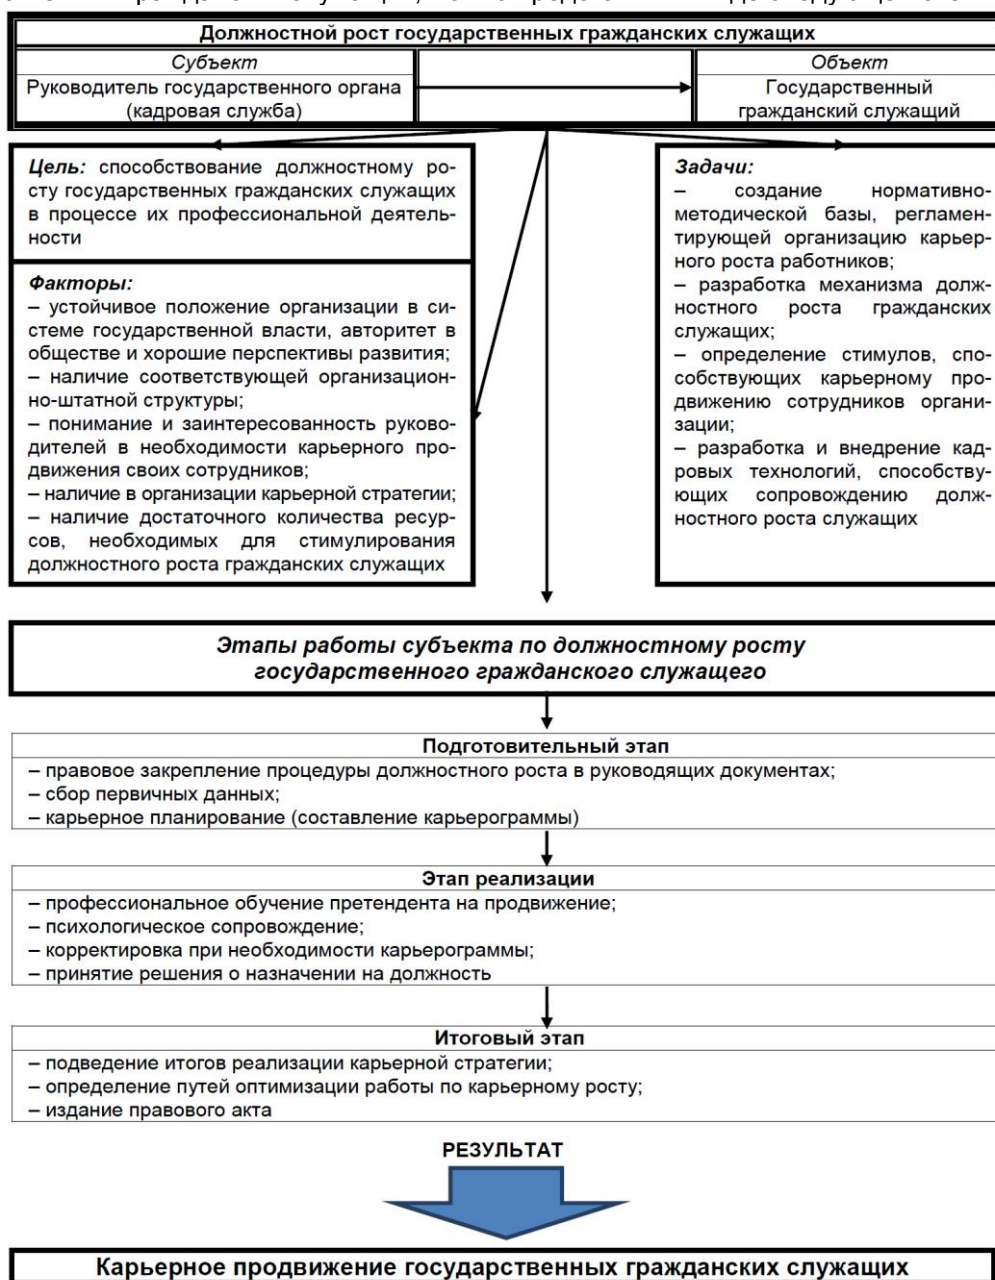 Должностной рост государственных гражданских служащих
Субъект
Руководитель государственного органа
(кадровая служба)
Объект
Государственный
гражданский служащий
Цель: способствование должностному ро-
сту государственных гражданских служащих
в процессе их профессиональной деятель-
ности
Факторы:
– устойчивое положение организации в си-
стеме государственной власти, авторитет в
обществе и хорошие перспективы развития;
– наличие соответствующей организацион-
но-штатной структуры;
– понимание и заинтересованность руково-
дителей в необходимости карьерного про-
движения своих сотрудников;
– наличие в организации карьерной стратегии;
– наличие достаточного количества ресур-
сов, необходимых для стимулирования
должностного роста гражданских служащих
Задачи:
– создание нормативно-
методической базы, регламен-
тирующей организацию карьер-
ного роста работников;
– разработка механизма долж-
ностного роста гражданских
служащих;
– определение стимулов, спо-
собствующих карьерному про-
движению сотрудников органи-
зации;
– разработка и внедрение кад-
ровых технологий, способству-
ющих сопровождению долж-
ностного роста служащих
Этапы работы субъекта по должностному росту
государственного гражданского служащего
Подготовительный этап
– правовое закрепление процедуры должностного роста в руководящих документах;
– сбор первичных данных;
– карьерное планирование (составление карьерограммы)
Этап реализации
– профессиональное обучение претендента на продвижение;
– психологическое сопровождение;
– корректировка при необходимости карьерограммы;
– принятие решения о назначении на должность
Итоговый этап
– подведение итогов реализации карьерной стратегии;
– определение путей оптимизации работы по карьерному росту;
– издание правового акта
РЕЗУЛЬТАТ
Карьерное продвижение государственных гражданских служащих